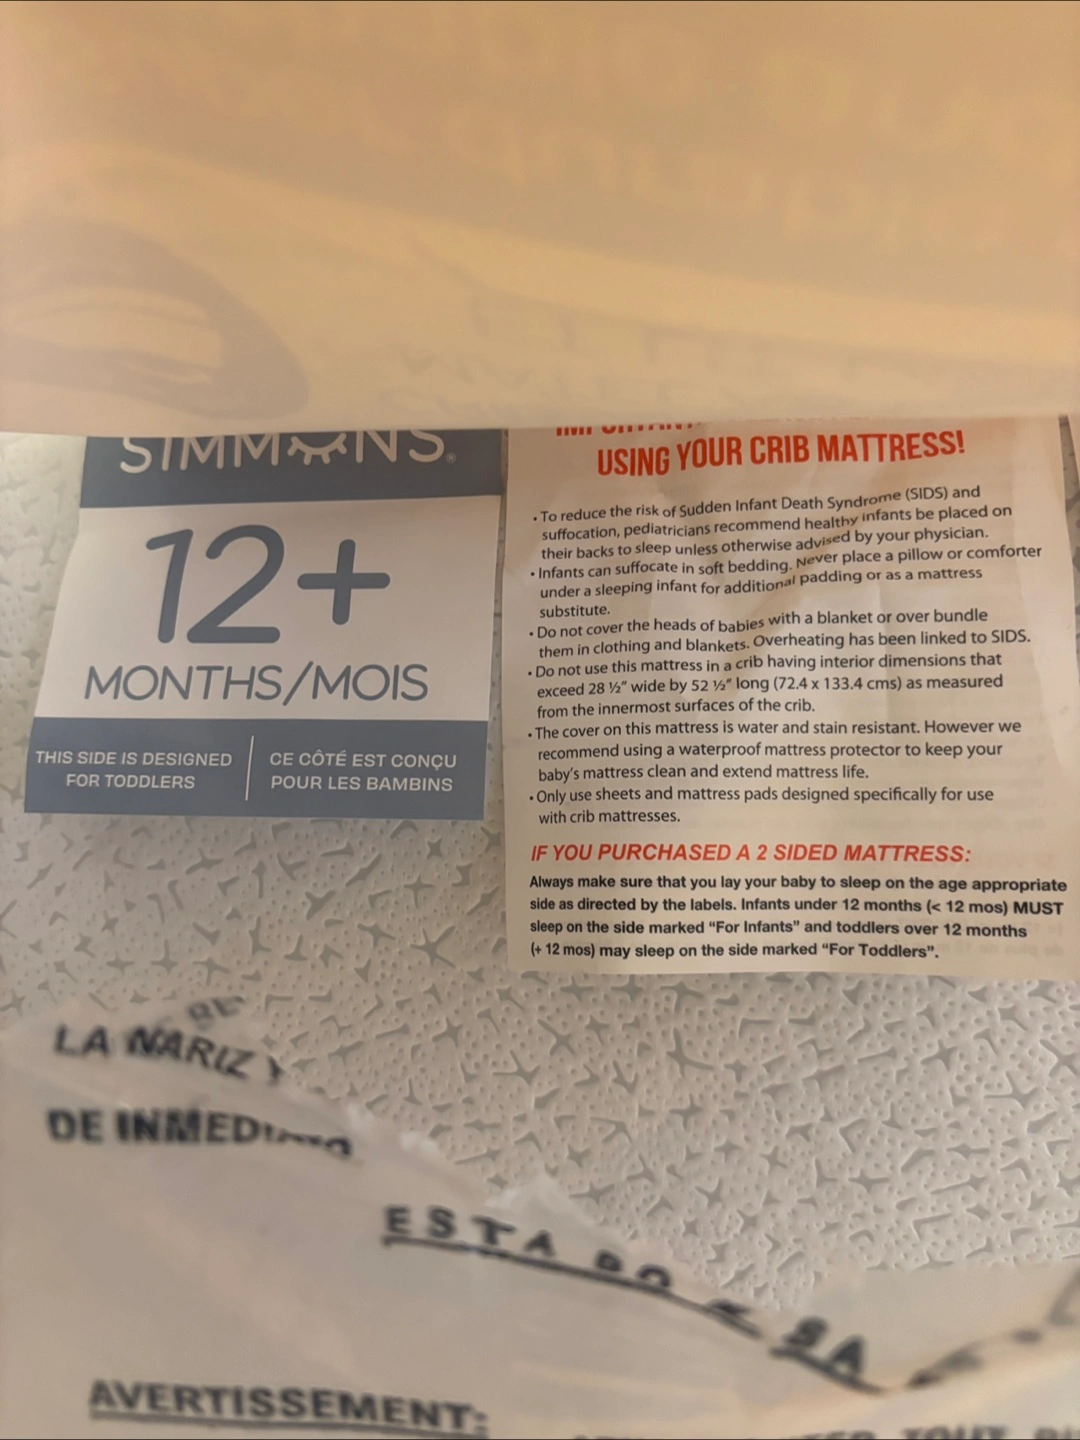 SIMMONS®
12+
MONTHS/MOIS
THIS SIDE IS DESIGNED
FOR TODDLERS
CE CÔTÉ EST CONÇU
POUR LES BAMBINS
USING YOUR CRIB MATTRESS!
• To reduce the risk of Sudden Infant Death Syndrome (SIDS) and
suffocation, pediatricians recommend healthy infants be placed on
their backs to sleep unless otherwise advised by your physician.
• Infants can suffocate in soft bedding. Never place a pillow or comforter
under a sleeping infant for additional padding or as a mattress
substitute.
• Do not cover the heads of babies with a blanket or over bundle
them in clothing and blankets. Overheating has been linked to SIDS.
• Do not use this mattress in a crib having interior dimensions that
exceed 28 ½” wide by 52 ½” long (72.4 x 133.4 cms) as measured
from the innermost surfaces of the crib.
• The cover on this mattress is water and stain resistant. However we
recommend using a waterproof mattress protector to keep your
baby’s mattress clean and extend mattress life.
• Only use sheets and mattress pads designed specifically for use
with crib mattresses.
IF YOU PURCHASED A 2 SIDED MATTRESS:
Always make sure that you lay your baby to sleep on the age appropriate
side as directed by the labels. Infants under 12 months (< 12 mos) MUST
sleep on the side marked “For Infants” and toddlers over 12 months
(+ 12 mos) may sleep on the side marked “For Toddlers”.
LA NARIZ Y
DE INMEDIATO
ESTA BO SA
AVERTISSEMENT:
TOUT